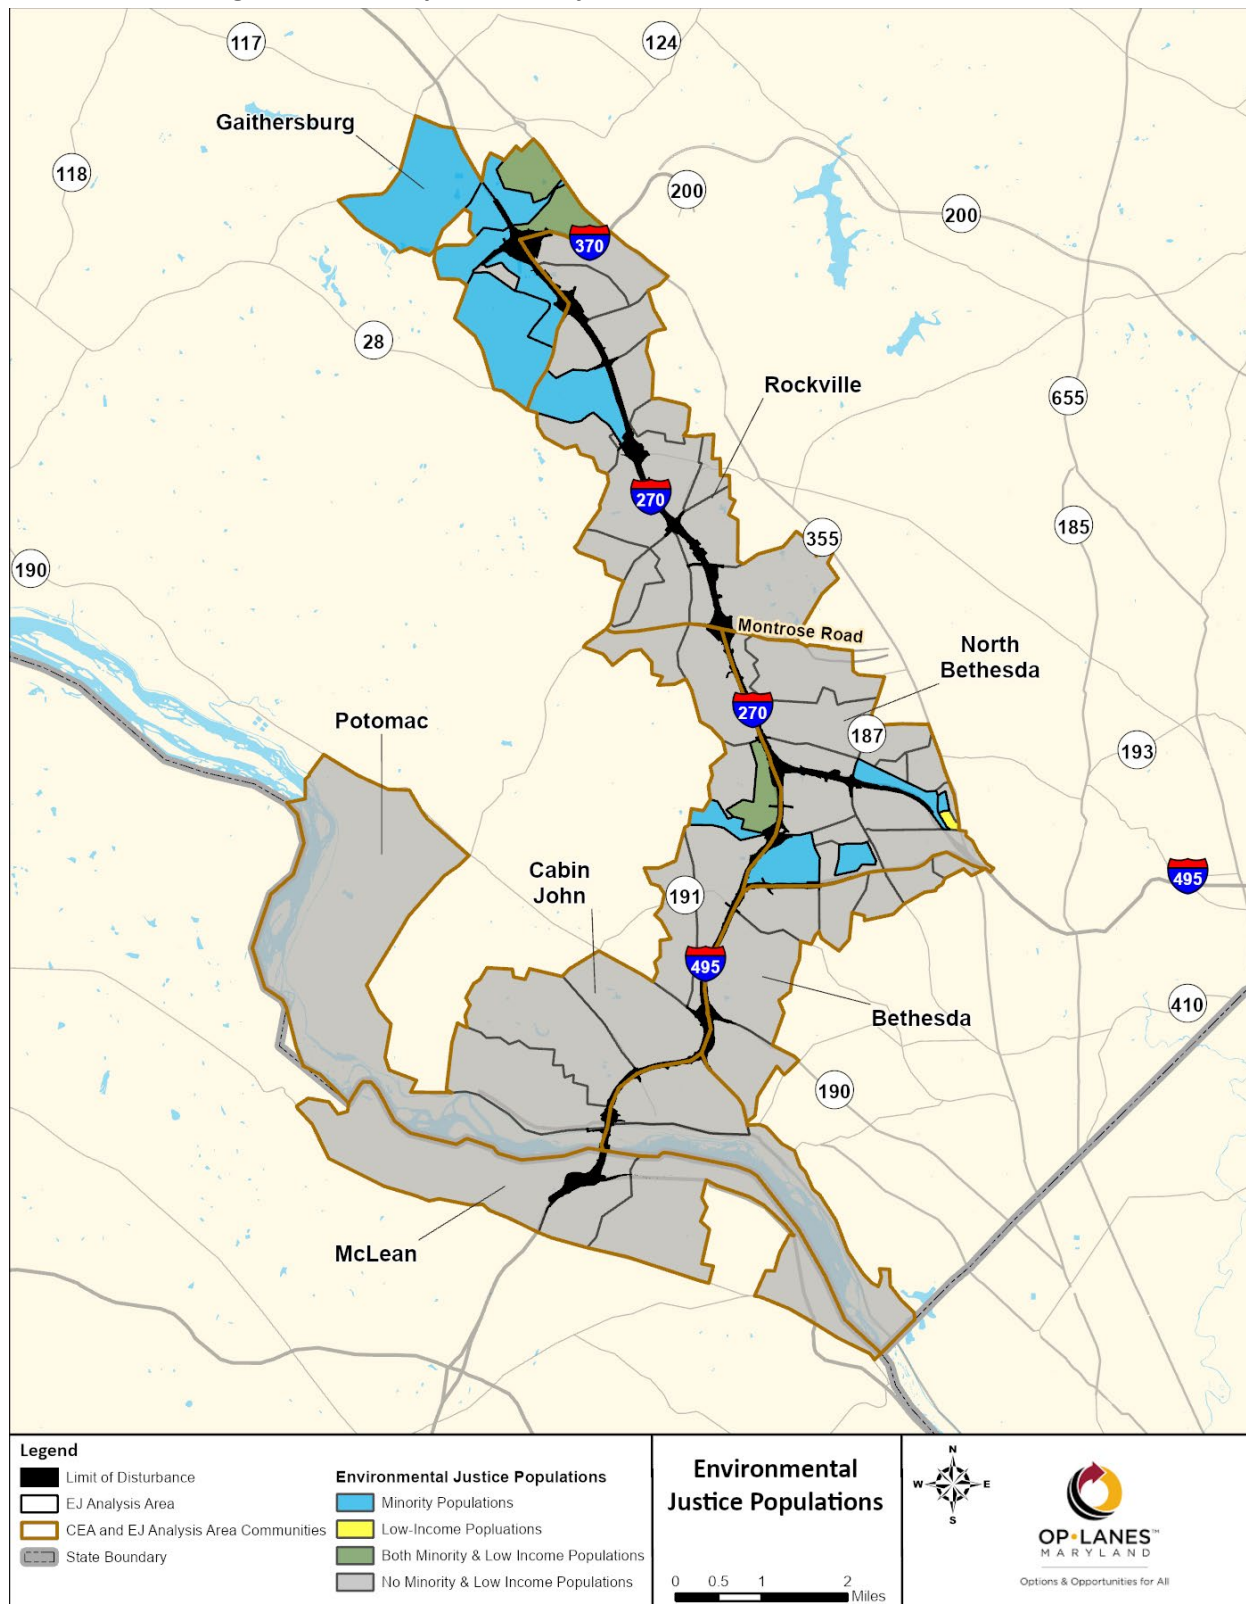 117
124
Gaithersburg
118
200
200
370
28
Rockville
655
270
185
355
190
Montrose Road
North
Bethesda
270
Potomac
187
193
Cabin
John
495
191
495
410
Bethesda
190
McLean
Legend
Limit of Disturbance
EJ Analysis Area
CEA and EJ Analysis Area Communities
State Boundary
Environmental Justice Populations
Minority Populations
Low-Income Popluations
Both Minority & Low Income Populations
No Minority & Low Income Populations
Environmental
Justice Populations
0 0.5 1 2
Miles
N
W E
S
OP•LANES™
MARYLAND
Options & Opportunities for All